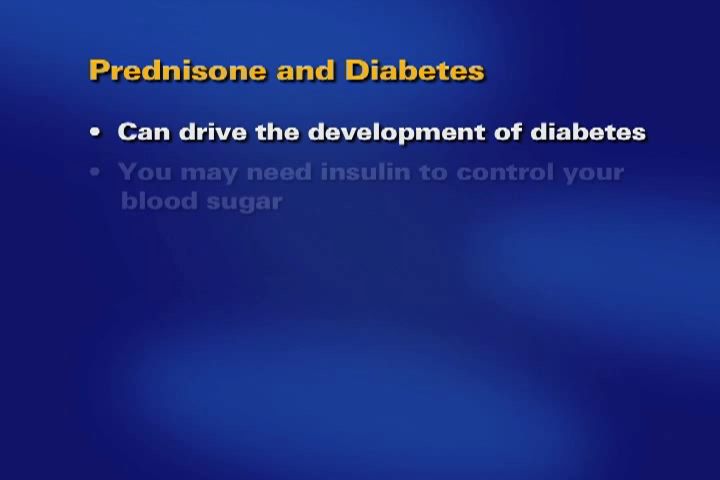 Prednisone and Diabetes
• Can drive the development of diabetes
• You may need insulin to control your
blood sugar